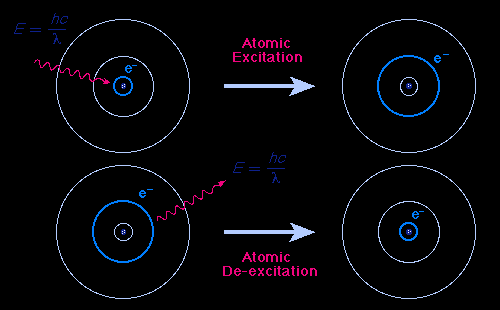 E = hc/λ
e⁻
Atomic
Excitation
e⁻
e⁻
E = hc/λ
e⁻
Atomic
De-excitation